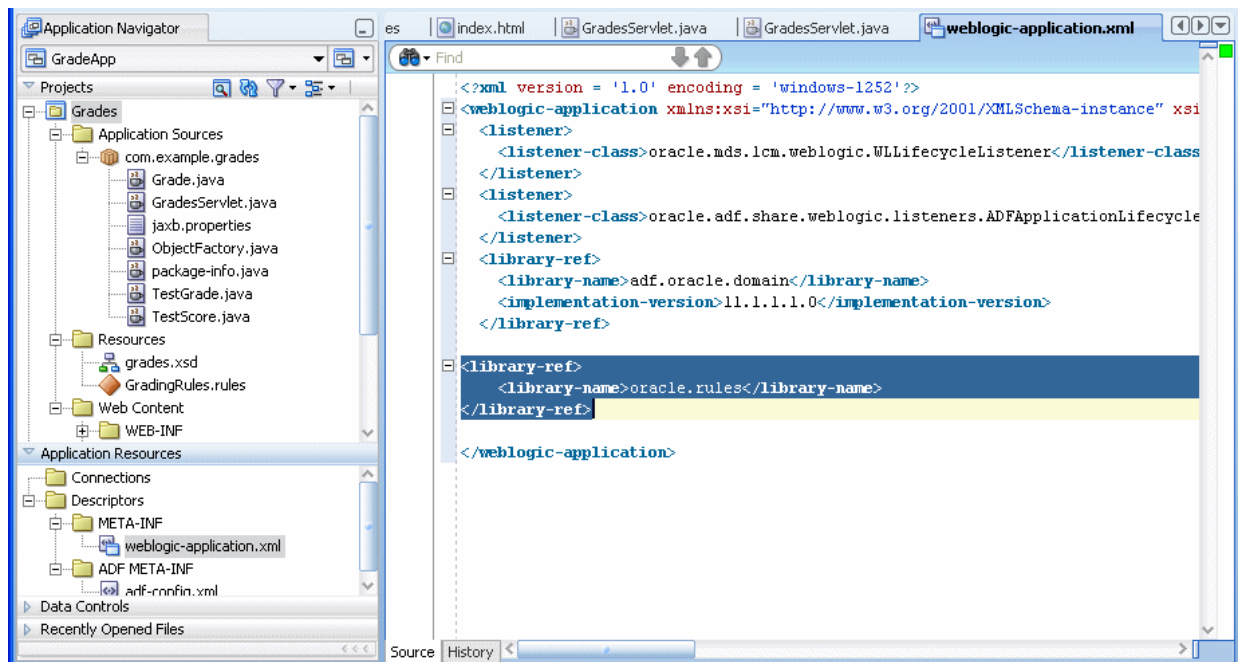 Application Navigator
GradeApp
Projects
Grades
Application Sources
com.example.grades
Grade.java
GradesServlet.java
jaxb.properties
ObjectFactory.java
package-info.java
TestGrade.java
TestScore.java
Resources
grades.xsd
GradingRules.rules
Web Content
WEB-INF
Application Resources
Connections
Descriptors
META-INF
weblogic-application.xml
ADF META-INF
adf-config.xml
Data Controls
Recently Opened Files
es index.html GradesServlet.java GradesServlet.java weblogic-application.xml
Find
<?xml version = '1.0' encoding = 'windows-1252'?>
<weblogic-application xmlns:xsi="http://www.w3.org/2001/XMLSchema-instance" xsi
<listener>
<listener-class>oracle.mds.lcm.weblogic.WLLifecycleListener</listener-class
</listener>
<listener>
<listener-class>oracle.adf.share.weblogic.listeners.ADFApplicationLifecycle
</listener>
<library-ref>
<library-name>adf.oracle.domain</library-name>
<implementation-version>11.1.1.1.0</implementation-version>
</library-ref>
<library-ref>
<library-name>oracle.rules</library-name>
</library-ref>
</weblogic-application>
Source History